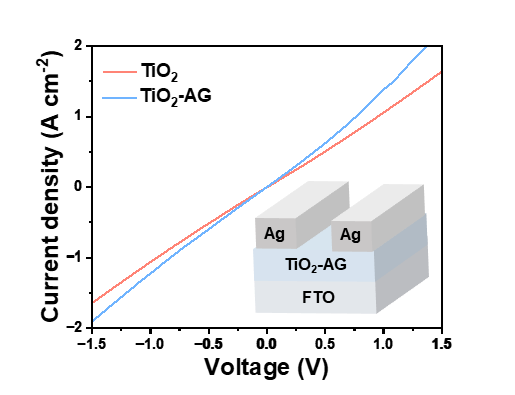 Current density (A cm⁻²)
2
1
0
−1
−2
TiO₂
TiO₂-AG
Ag
Ag
TiO₂-AG
FTO
−1.5 −1.0 −0.5 0.0 0.5 1.0 1.5
Voltage (V)